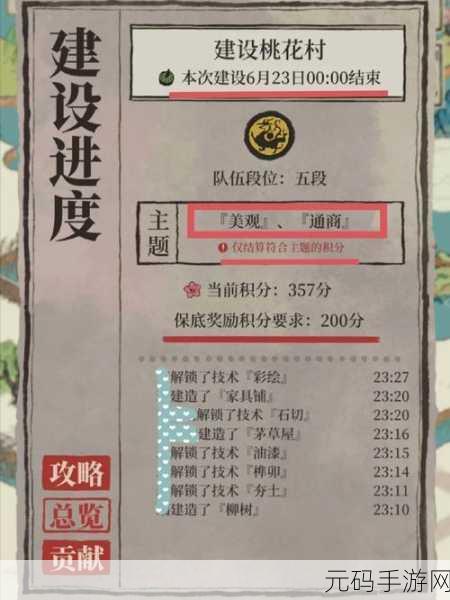 建设进度
建设桃花村
本次建设6月23日00:00结束
队伍段位：五段
主题
『美观』、『通商』
仅结算符合主题的积分
当前积分：357分
保底奖励积分要求：200分
解锁了技术『彩绘』 23:27
建造了『家具铺』 23:20
解锁了技术『石切』 23:20
建造了『茅草屋』 23:16
解锁了技术『油漆』 23:15
解锁了技术『榫卯』 23:14
解锁了技术『夯土』 23:11
建造了『柳树』 23:10
攻略
总览
贡献
元码手游网